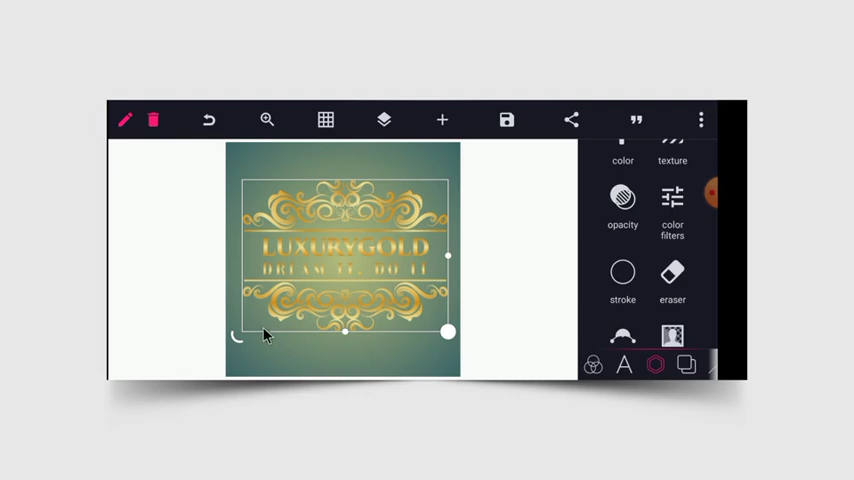 color texture
opacity color filters
LUXURYGOLD
DREAM IT, DO IT
stroke eraser